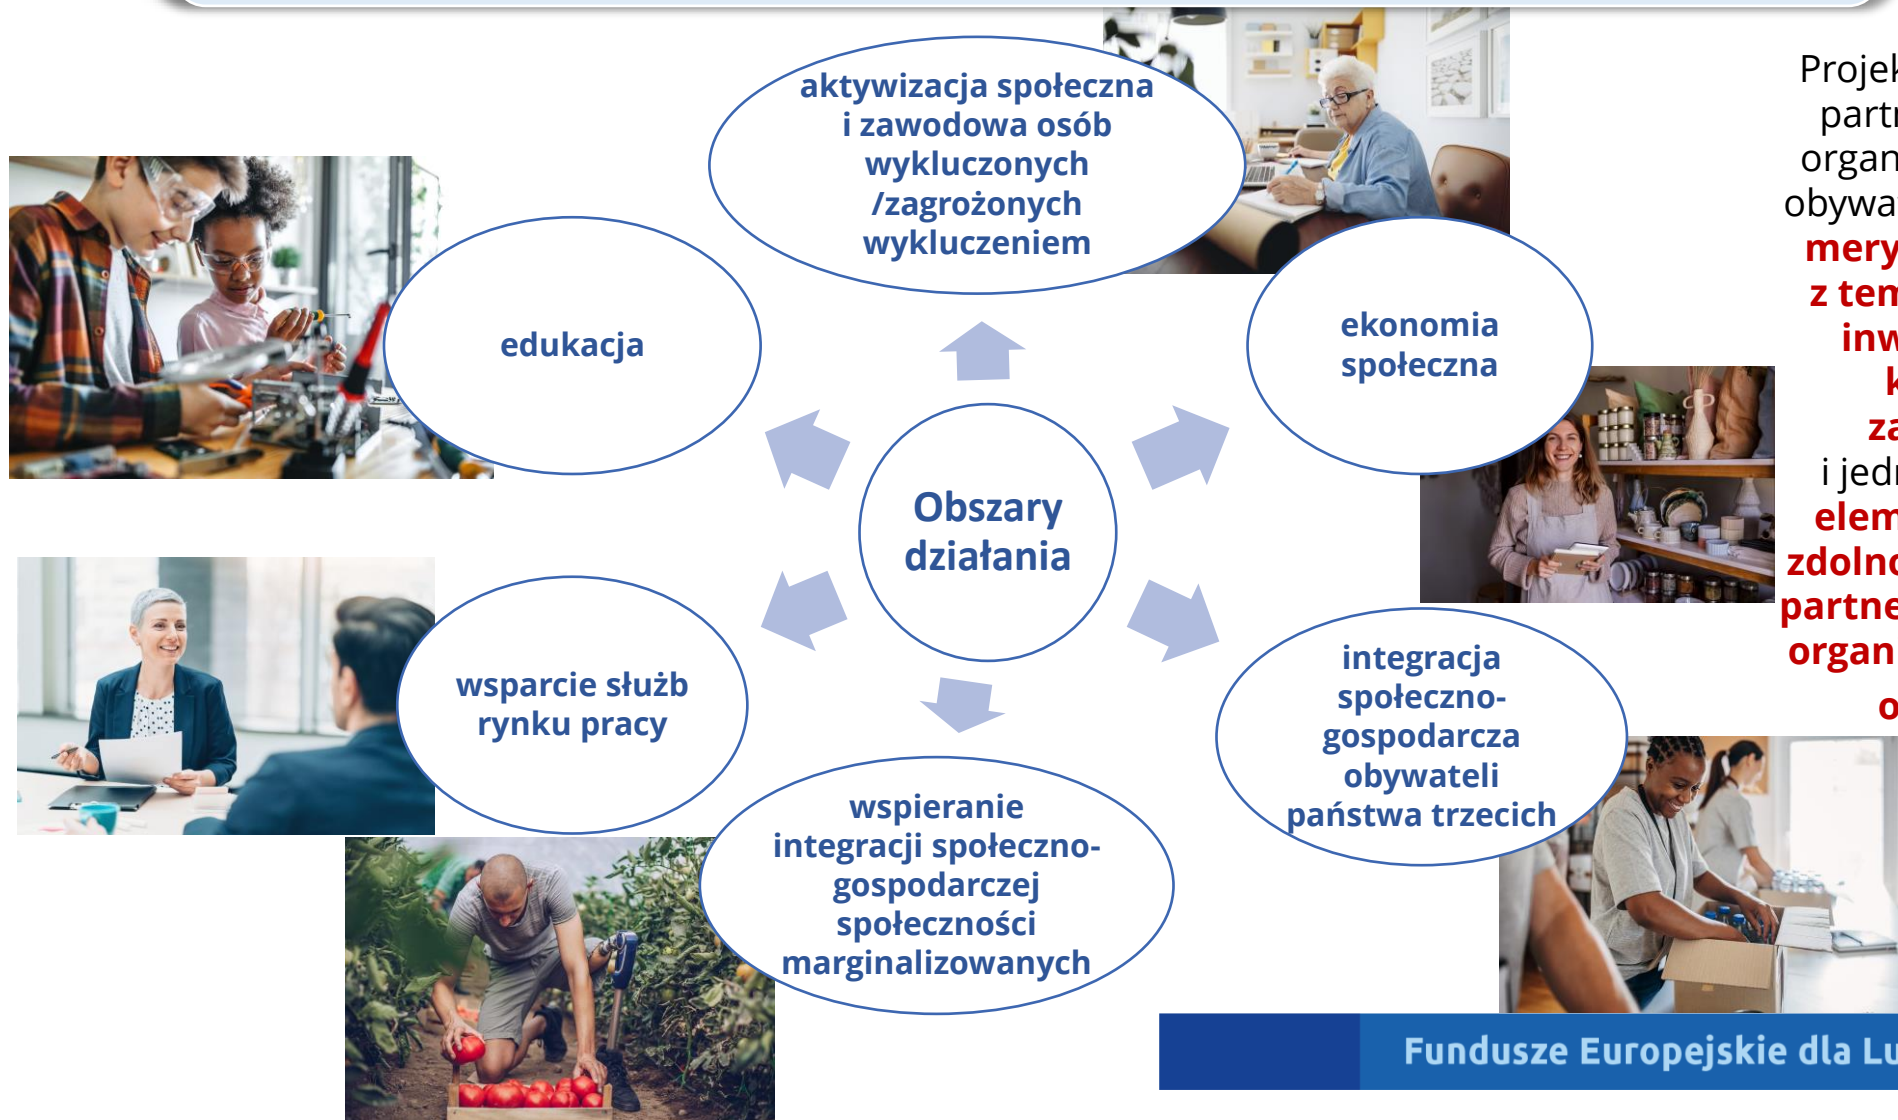 aktywizacja społeczna
i zawodowa osób
wykluczonych
/zagrożonych
wykluczeniem
edukacja
ekonomia
społeczna
Obszary
działania
wsparcie służb
rynku pracy
integracja
społeczno-
gospodarcza
obywateli
państwa trzecich
wspieranie
integracji społeczno-
gospodarczej
społeczności
marginalizowanych
z
i
Fundusze Europejskie dla